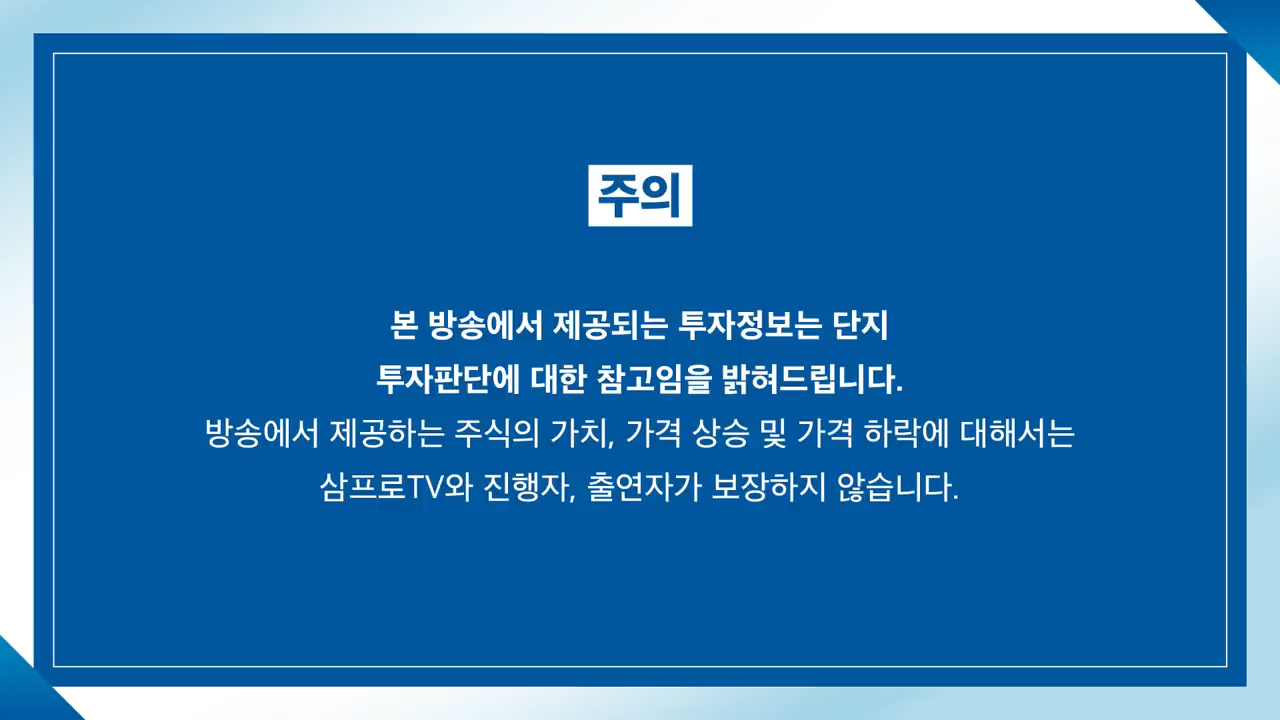 주의
본 방송에서 제공되는 투자정보는 단지
투자판단에 대한 참고임을 밝혀드립니다.
방송에서 제공하는 주식의 가치, 가격 상승 및 가격 하락에 대해서는
삼프로TV와 진행자, 출연자가 보장하지 않습니다.